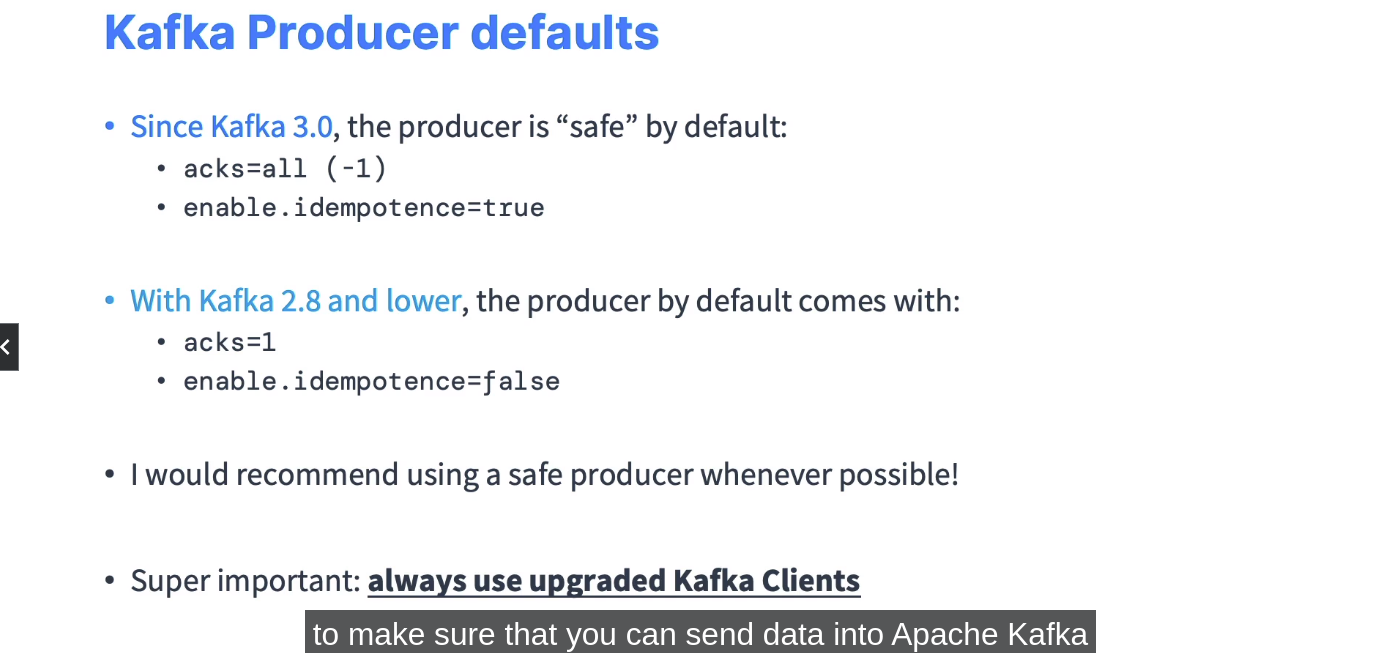 Kafka Producer defaults
• Since Kafka 3.0, the producer is “safe” by default:
• acks=all (-1)
• enable.idempotence=true
• With Kafka 2.8 and lower, the producer by default comes with:
• acks=1
• enable.idempotence=false
• I would recommend using a safe producer whenever possible!
• Super important: always use upgraded Kafka Clients
to make sure that you can send data into Apache Kafka